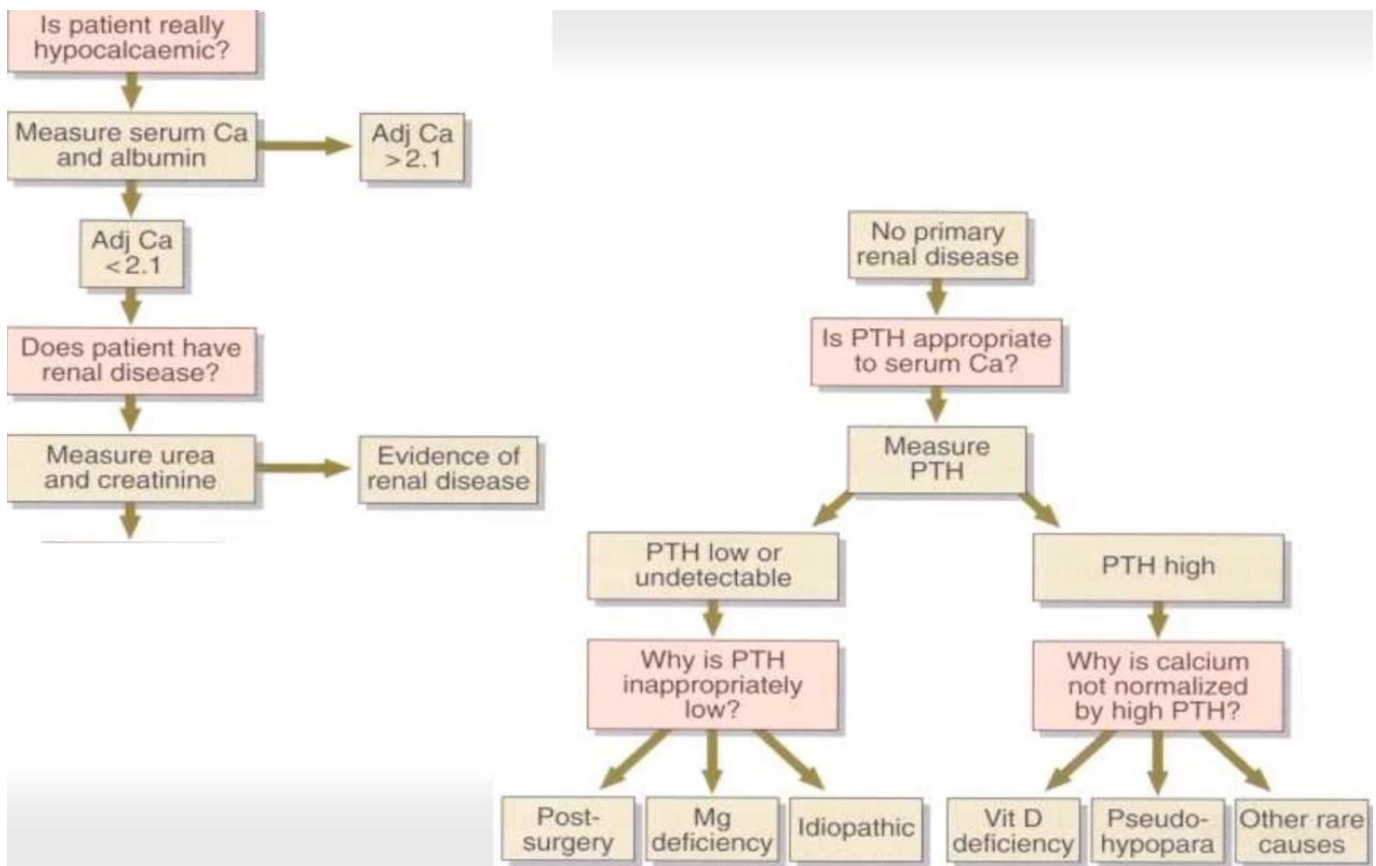 Is patient really
hypocalcaemic?
Measure serum Ca
and albumin
Adj Ca
>2.1
Adj Ca
<2.1
Does patient have
renal disease?
Measure urea
and creatinine
Evidence of
renal disease
No primary
renal disease
Is PTH appropriate
to serum Ca?
Measure
PTH
PTH low or
undetectable
PTH high
Why is PTH
inappropriately
low?
Why is calcium
not normalized
by high PTH?
Post-
surgery
Mg
deficiency
Idiopathic
Vit D
deficiency
Pseudo-
hypopara
Other rare
causes